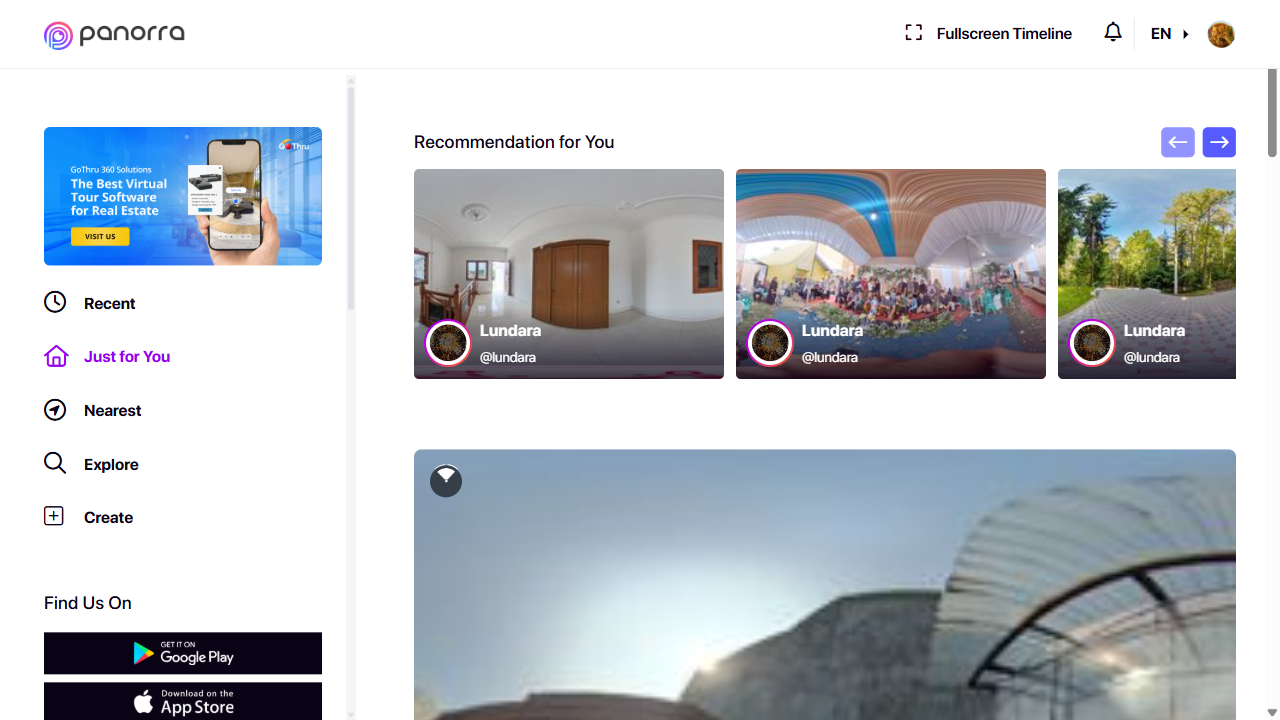 panorra
Fullscreen Timeline
EN
GoThru
GoThru 360 Solutions
The Best Virtual
Tour Software
for Real Estate
VISIT US
Recent
Just for You
Nearest
Explore
Create
Find Us On
GET IT ON
Google Play
Download on the
App Store
Recommendation for You
Lundara
@lundara
Lundara
@lundara
Lundara
@lundara